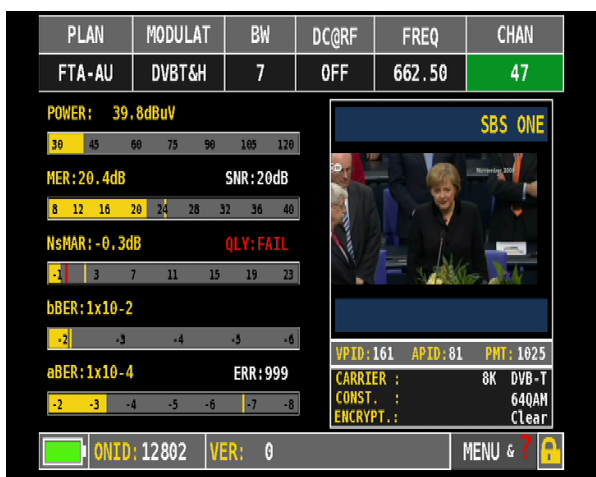 PLAN MODULAT BW DC@RF FREQ CHAN
FTA-AU DVBT&H 7 OFF 662.50 47
POWER: 39.8dBuV
30 45 60 75 90 105 120
MER:20.4dB SNR:20dB
8 12 16 20 24 28 32 36 40
NsMAR:-0.3dB QLY:FAIL
-1 3 7 11 15 19 23
bBER:1x10-2
-2 -3 -4 -5 -6
aBER:1x10-4 ERR:999
-2 -3 -4 -5 -6 -7 -8
SBS ONE
November 2009
VPID:161 APID:81 PMT:1025
CARRIER : 8K DVB-T
CONST. : 64QAM
ENCRYPT.: Clear
ONID:12802 VER: 0 MENU & ?